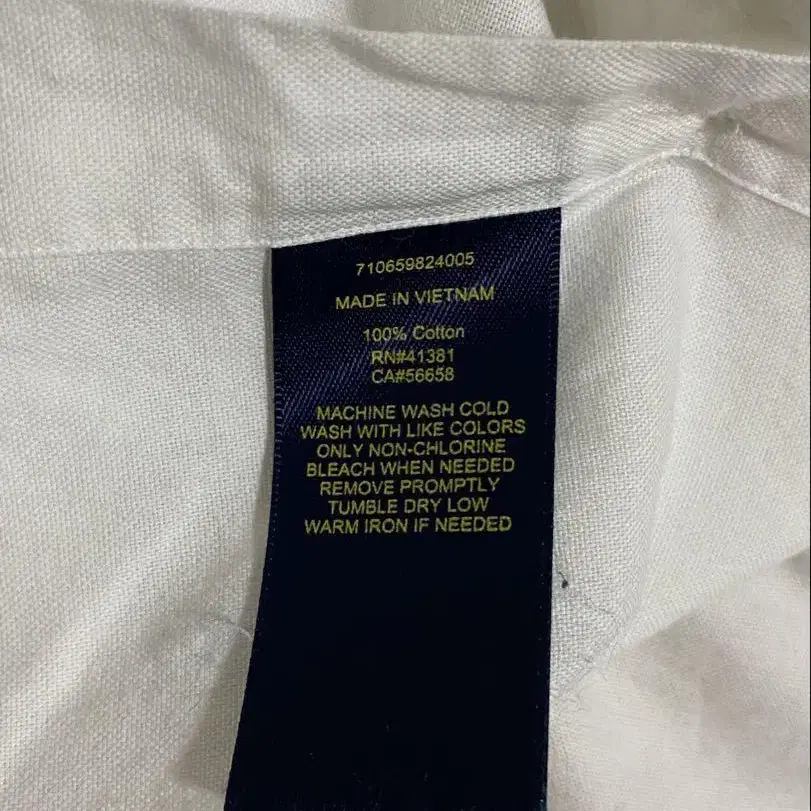 710659824005
MADE IN VIETNAM
100% Cotton
RN#41381
CA#56658
MACHINE WASH COLD
WASH WITH LIKE COLORS
ONLY NON-CHLORINE
BLEACH WHEN NEEDED
REMOVE PROMPTLY
TUMBLE DRY LOW
WARM IRON IF NEEDED